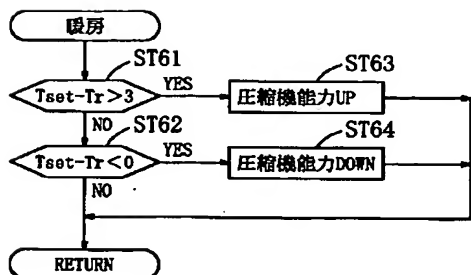 暖房
ST61
Tset-Tr>3
YES
ST63
圧縮機能力UP
NO
ST62
Tset-Tr<0
YES
ST64
圧縮機能力DOWN
NO
RETURN